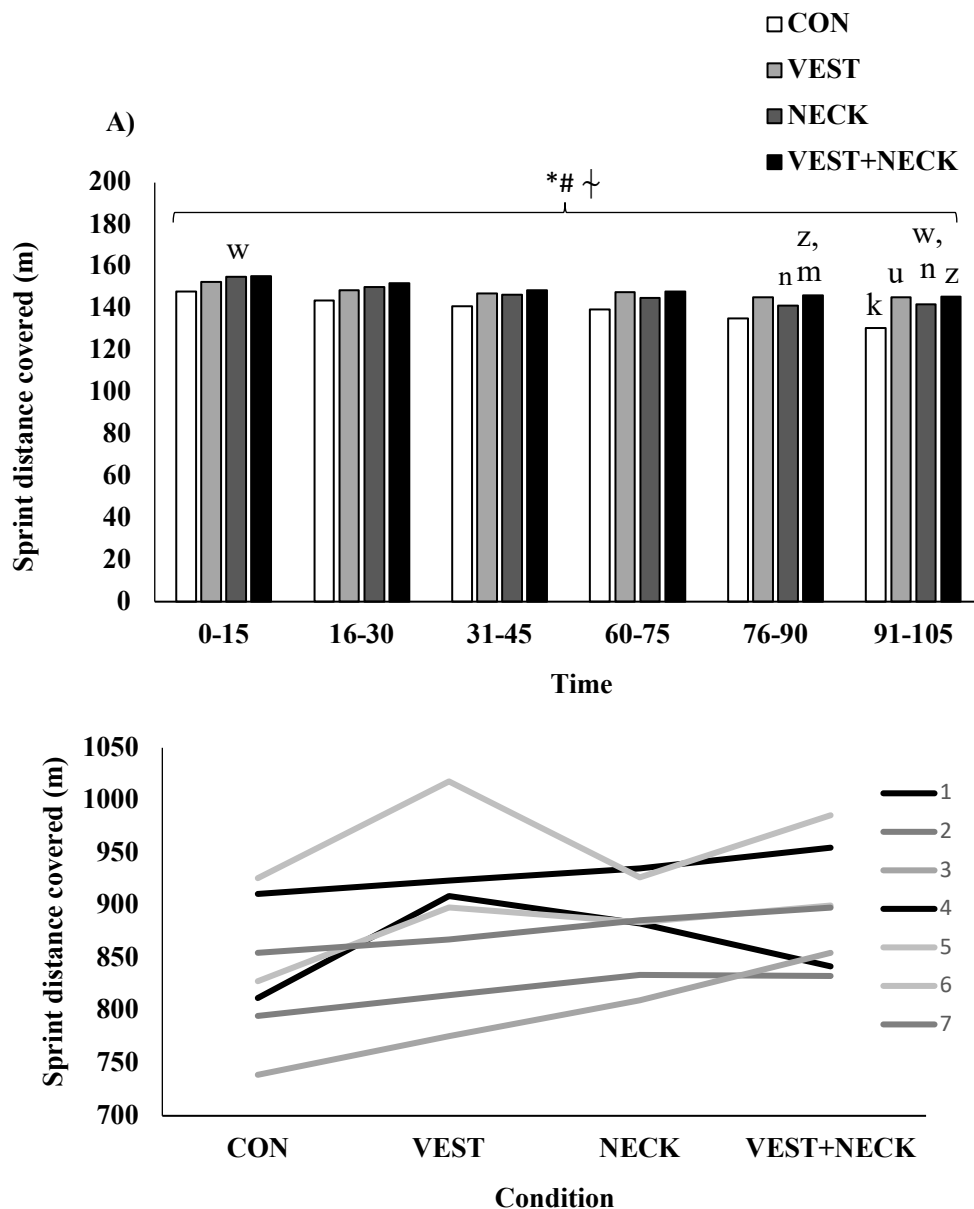 CON
VEST
NECK
VEST+NECK
A)
*# ⍭
200
180
160
140
120
100
80
60
40
20
0
Sprint distance covered (m)
w
n
z,
m
k
u
w,
n
z
0-15 16-30 31-45 60-75 76-90 91-105
Time
1050
1000
950
900
850
800
750
700
Sprint distance covered (m)
1
2
3
4
5
6
7
CON VEST NECK VEST+NECK
Condition